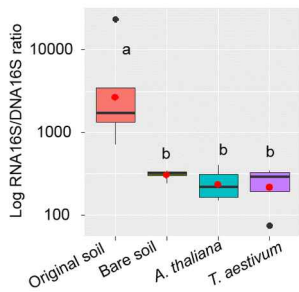 Log RNA16S/DNA16S ratio
10000
1000
100
a
b
b
b
Original soil
Bare soil
A. thaliana
T. aestivum